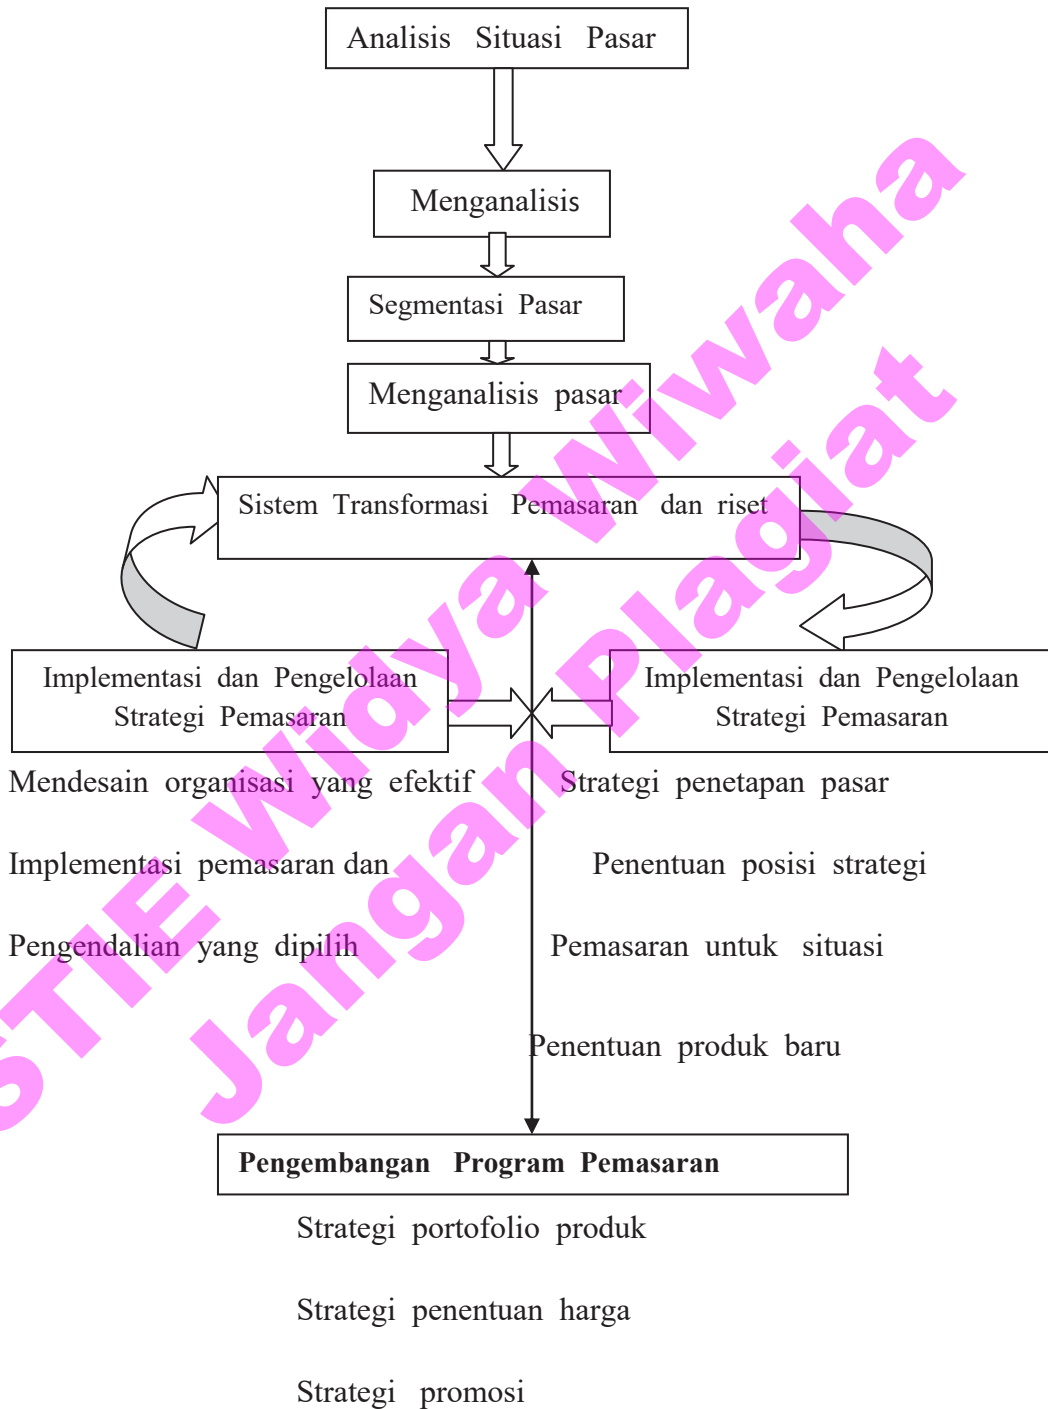 Analisis Situasi Pasar
Menganalisis
Segmentasi Pasar
Menganalisis pasar
Sistem Transformasi Pemasaran dan riset
Implementasi dan Pengelolaan
Strategi Pemasaran
Implementasi dan Pengelolaan
Strategi Pemasaran
Mendesain organisasi yang efektif
Implementasi pemasaran dan
Pengendalian yang dipilih
Strategi penetapan pasar
Penentuan posisi strategi
Pemasaran untuk situasi
Penentuan produk baru
Pengembangan Program Pemasaran
Strategi portofolio produk
Strategi penentuan harga
Strategi promosi
STIE Widya Wiwaha
Jangan Plagiat